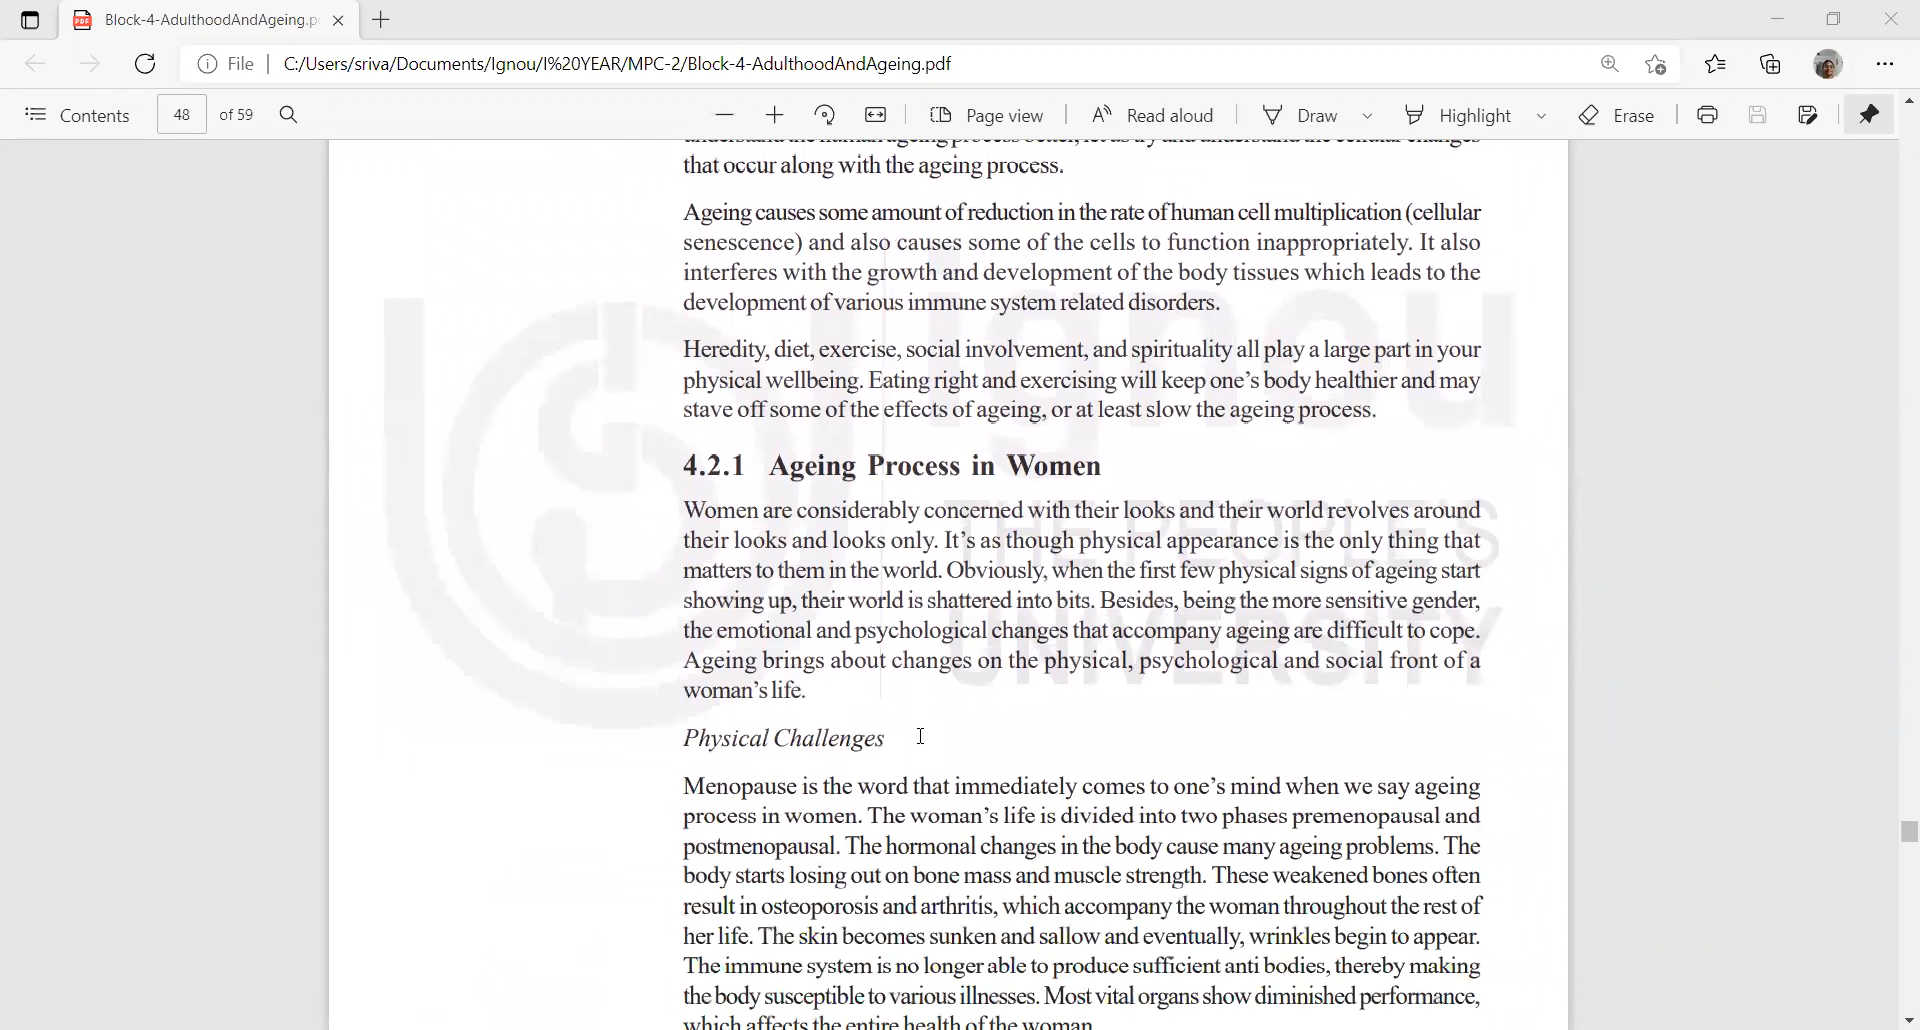 Block-4-AdulthoodAndAgeing.p
File C:/Users/sriva/Documents/Ignou/I%20YEAR/MPC-2/Block-4-AdulthoodAndAgeing.pdf
Contents 48 of 59 Page view Read aloud Draw Highlight Erase
understand the human ageing process better, let us try and understand the cellular changes
that occur along with the ageing process.
Ageing causes some amount of reduction in the rate of human cell multiplication (cellular
senescence) and also causes some of the cells to function inappropriately. It also
interferes with the growth and development of the body tissues which leads to the
development of various immune system related disorders.
Heredity, diet, exercise, social involvement, and spirituality all play a large part in your
physical wellbeing. Eating right and exercising will keep one's body healthier and may
stave off some of the effects of ageing, or at least slow the ageing process.
4.2.1 Ageing Process in Women
Women are considerably concerned with their looks and their world revolves around
their looks and looks only. It's as though physical appearance is the only thing that
matters to them in the world. Obviously, when the first few physical signs of ageing start
showing up, their world is shattered into bits. Besides, being the more sensitive gender,
the emotional and psychological changes that accompany ageing are difficult to cope.
Ageing brings about changes on the physical, psychological and social front of a
woman's life.
Physical Challenges
Menopause is the word that immediately comes to one's mind when we say ageing
process in women. The woman's life is divided into two phases premenopausal and
postmenopausal. The hormonal changes in the body cause many ageing problems. The
body starts losing out on bone mass and muscle strength. These weakened bones often
result in osteoporosis and arthritis, which accompany the woman throughout the rest of
her life. The skin becomes sunken and sallow and eventually, wrinkles begin to appear.
The immune system is no longer able to produce sufficient anti bodies, thereby making
the body susceptible to various illnesses. Most vital organs show diminished performance,
which affects the entire health of the woman.
ignou
THE PEOPLE'S
UNIVERSITY